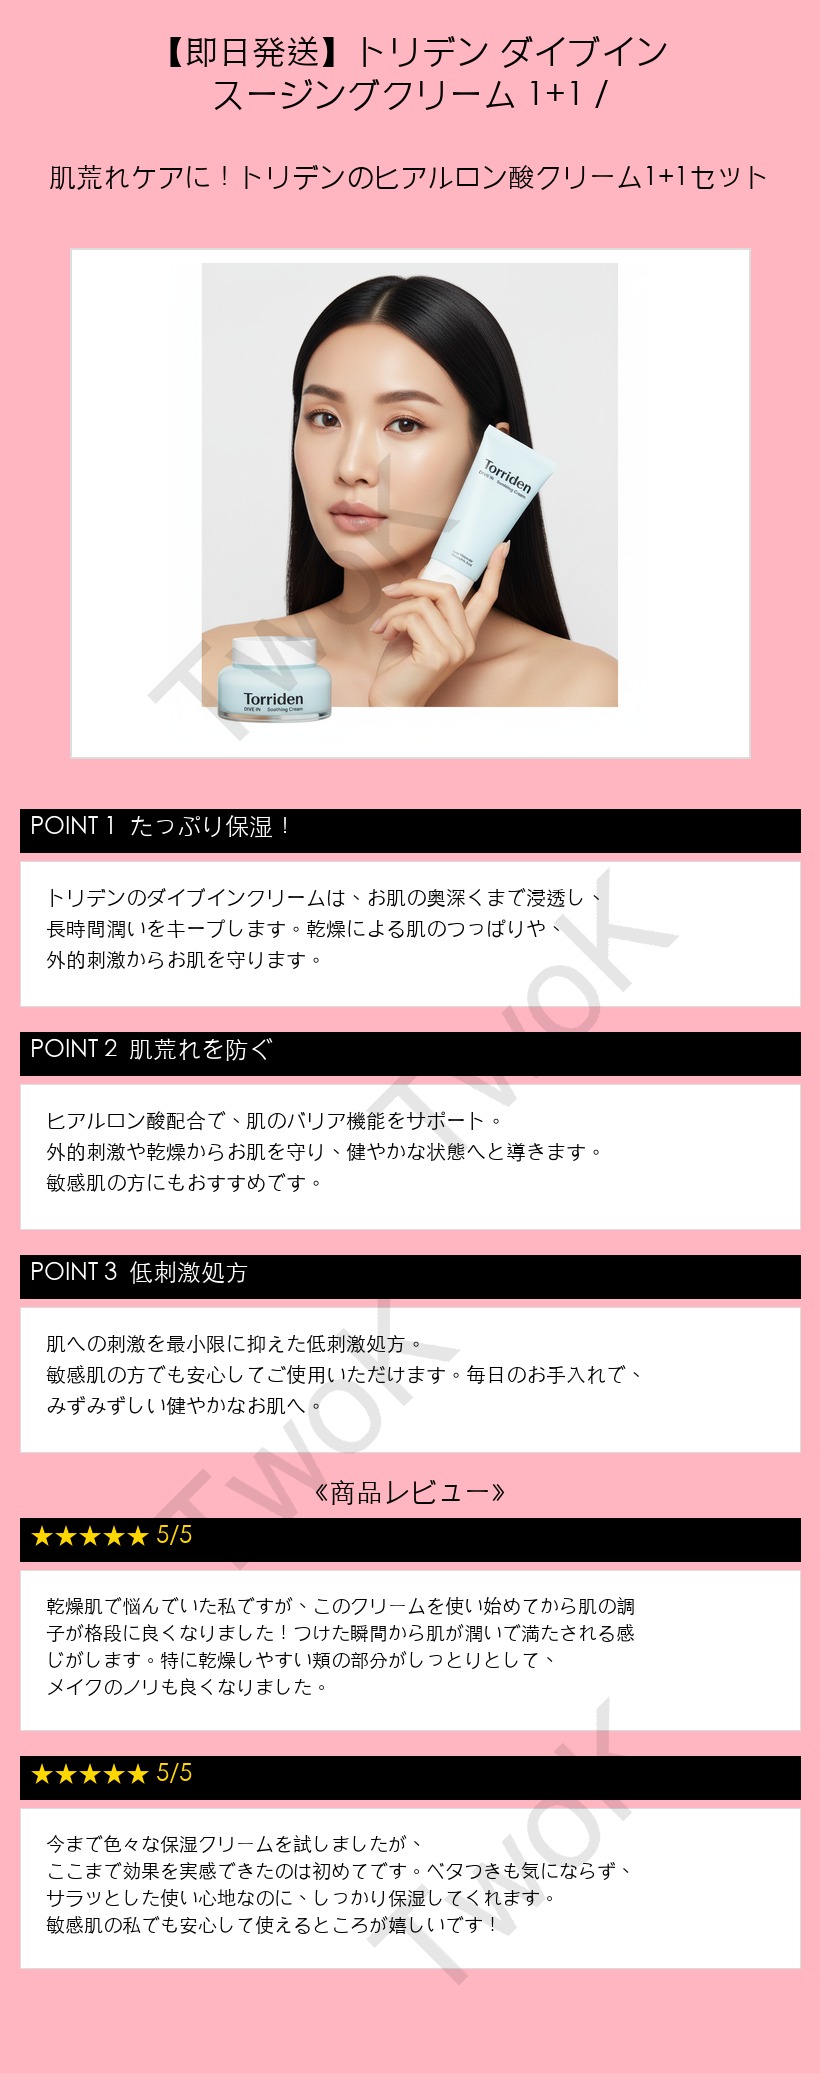 【即日発送】トリデン ダイブイン
スージングクリーム 1+1 /
肌荒れケアに！トリデンのヒアルロン酸クリーム1+1セット
Torriden
DIVE IN Soothing Cream
Torriden
DIVE IN Soothing Cream
TwoK
POINT 1 たっぷり保湿！
トリデンのダイブインクリームは、お肌の奥深くまで浸透し、
長時間潤いをキープします。乾燥による肌のつっぱりや、
外的刺激からお肌を守ります。
TwoK
POINT 2 肌荒れを防ぐ
ヒアルロン酸配合で、肌のバリア機能をサポート。
外的刺激や乾燥からお肌を守り、健やかな状態へと導きます。
敏感肌の方にもおすすめです。
POINT 3 低刺激処方
肌への刺激を最小限に抑えた低刺激処方。
敏感肌の方でも安心してご使用いただけます。毎日のお手入れで、
みずみずしい健やかなお肌へ。
TwoK
《商品レビュー》
★★★★★ 5/5
乾燥肌で悩んでいた私ですが、このクリームを使い始めてから肌の調
子が格段に良くなりました！つけた瞬間から肌が潤いで満たされる感
じがします。特に乾燥しやすい頬の部分がしっとりとして、
メイクのノリも良くなりました。
★★★★★ 5/5
今まで色々な保湿クリームを試しましたが、
ここまで効果を実感できたのは初めてです。ベタつきも気にならず、
サラッとした使い心地なのに、しっかり保湿してくれます。
敏感肌の私でも安心して使えるところが嬉しいです！
TwoK